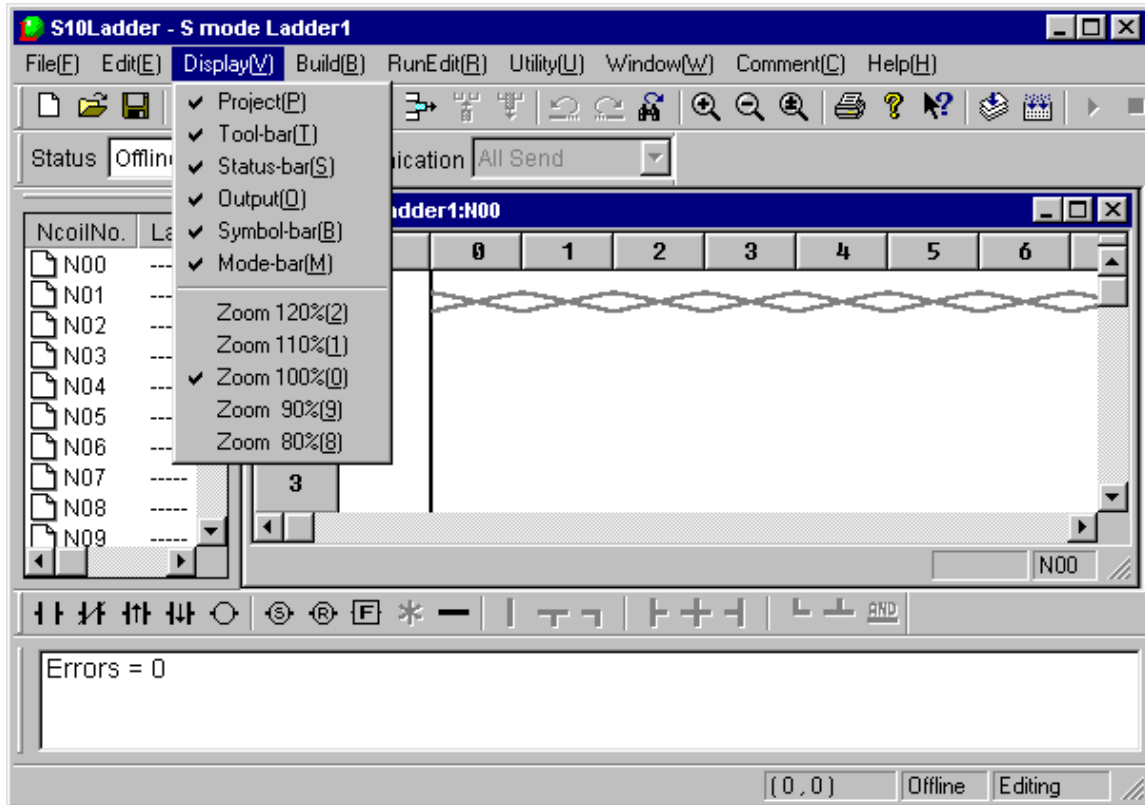 S10Ladder - S mode Ladder1
File(F) Edit(E) Display(V) Build(B) RunEdit(R) Utility(U) Window(W) Comment(C) Help(H)
Project(P)
Tool-bar(T)
Status-bar(S)
Output(O)
Symbol-bar(B)
Mode-bar(M)
Zoom 120%(2)
Zoom 110%(1)
Zoom 100%(0)
Zoom 90%(9)
Zoom 80%(8)
Status All Send
:N00
NcoilNo.
0 1 2 3 4 5 6
N00 ---
N01 ---
N02 ---
N03 ---
N04 ---
N05 ---
N06 ---
N07 -----
N08 -----
N09 -----
3
N00
S R F AND
Errors = 0
(0,0) Offline Editing